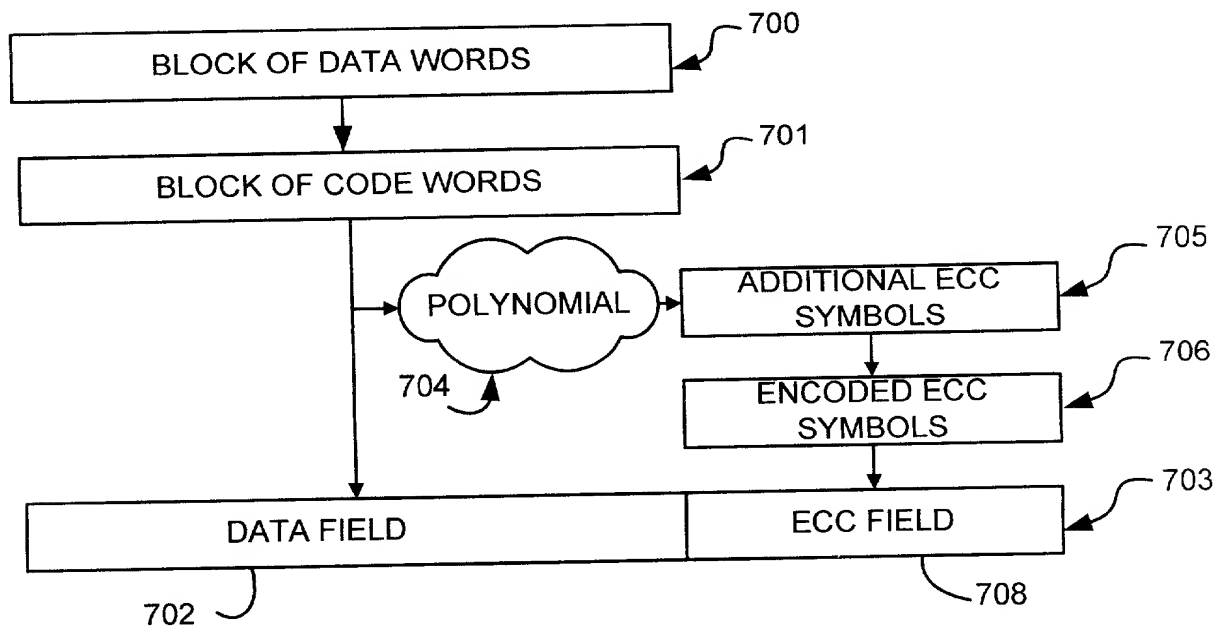 700
BLOCK OF DATA WORDS
701
BLOCK OF CODE WORDS
705
ADDITIONAL ECC
SYMBOLS
POLYNOMIAL
704
706
ENCODED ECC
SYMBOLS
703
DATA FIELD
ECC FIELD
702
708